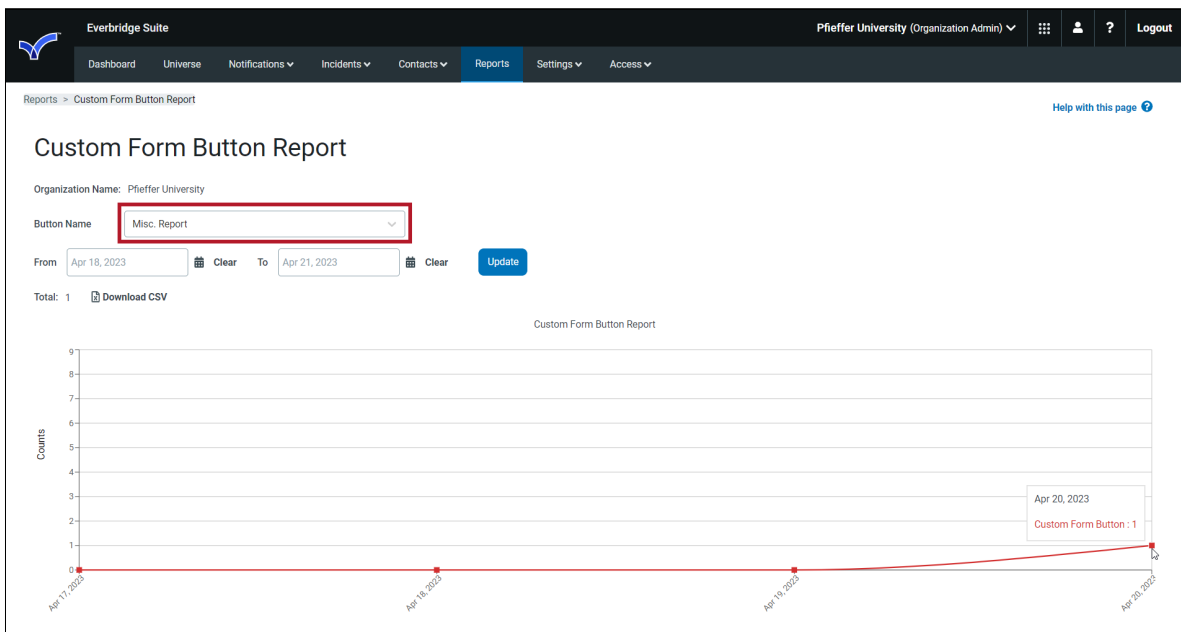 Everbridge Suite
Pfieffer University (Organization Admin)
?
Logout
Dashboard Universe Notifications Incidents Contacts Reports Settings Access
Reports > Custom Form Button Report
Help with this page ?
Custom Form Button Report
Organization Name: Pfieffer University
Button Name Misc. Report
From Apr 18, 2023 Clear To Apr 21, 2023 Clear Update
Total: 1 Download CSV
Custom Form Button Report
9
8
7
6
5
4
3
2
1
0
Counts
Apr 20, 2023
Custom Form Button : 1
Apr 17, 2023 Apr 18, 2023 Apr 19, 2023 Apr 20, 2023